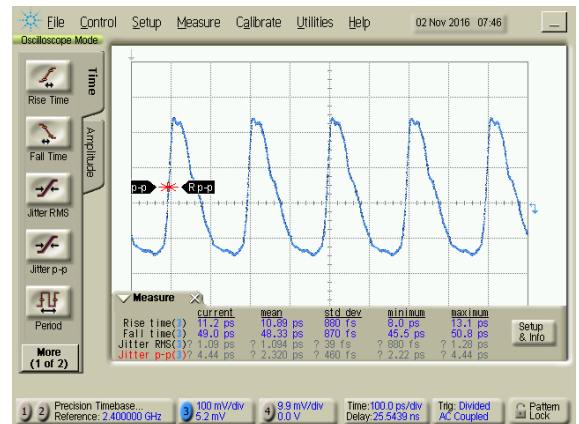 File Control Setup Measure Calibrate Utilities Help 02 Nov 2016 07:46
Oscilloscope Mode
Time
Amplitude
Rise Time
Fall Time
Jitter RMS
Jitter p-p
Period
More
(1 of 2)
p-p R p-p
Measure
current mean std dev minimum maximum
Rise time(3) 11.2 ps 10.89 ps 880 fs 8.0 ps 13.1 ps
Fall time(3) 49.0 ps 48.33 ps 870 fs 45.5 ps 50.8 ps
Jitter RMS(3)? 1.09 ps ? 1.094 ps ? 39 fs ? 880 fs ? 1.28 ps
Jitter p-p(3)? 4.44 ps ? 2.320 ps ? 460 fs ? 2.22 ps ? 4.44 ps
Setup
& Info
1 2 Precision Timebase...
Reference: 2.400000 GHz
3 100 mV/div
5.2 mV
4 9.9 mV/div
0.0 V
Time:100.0 ps/div
Delay:25.5439 ns
Trig: Divided
AC Coupled
Pattern
Lock